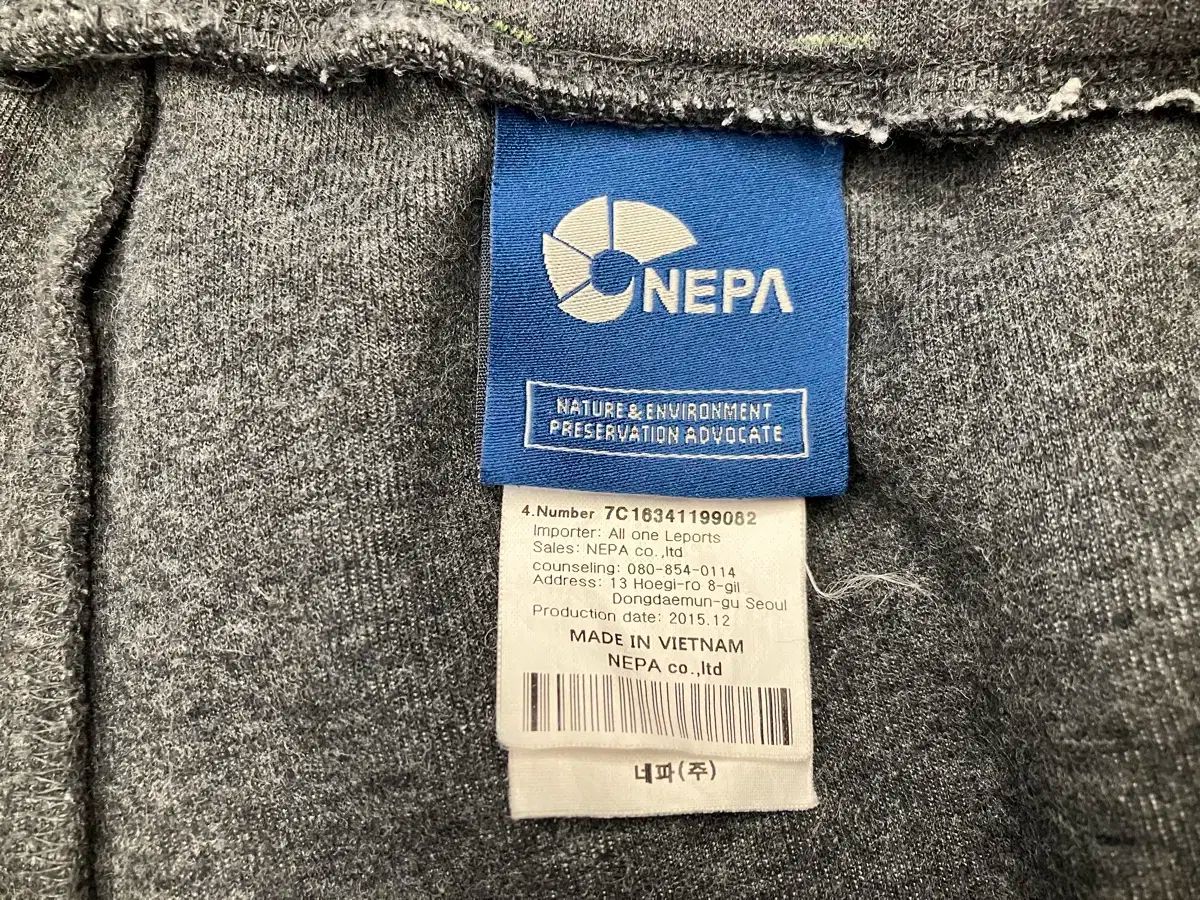 NEPA
NATURE & ENVIRONMENT
PRESERVATION ADVOCATE
4.Number 7C16341199082
Importer: All one Leports
Sales: NEPA co.,ltd
counseling: 080-854-0114
Address: 13 Hoegi-ro 8-gil
Dongdaemun-gu Seoul
Production date: 2015.12
MADE IN VIETNAM
NEPA co.,ltd
네파(주)